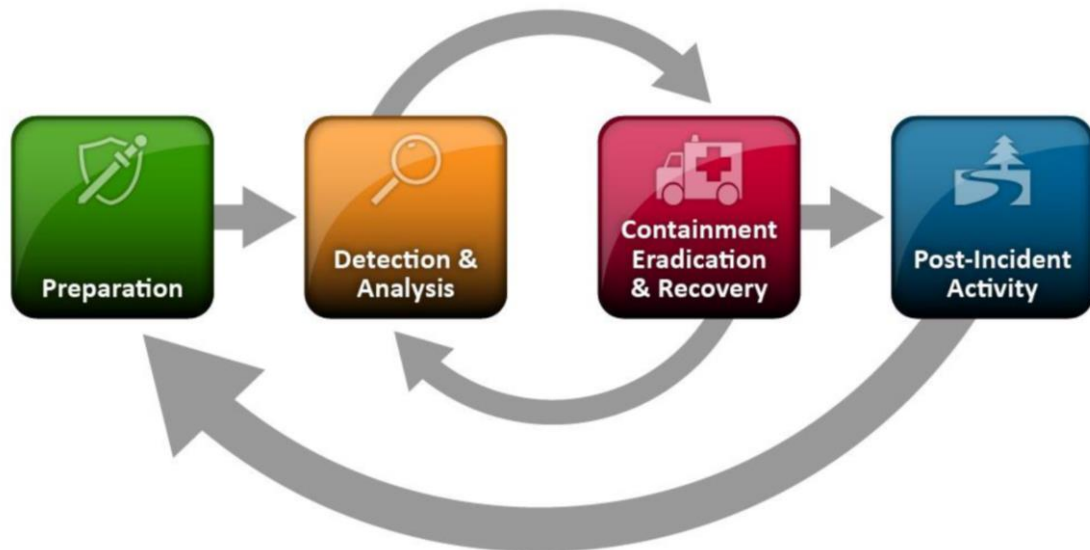 Preparation
Detection &
Analysis
Containment
Eradication
& Recovery
Post-Incident
Activity